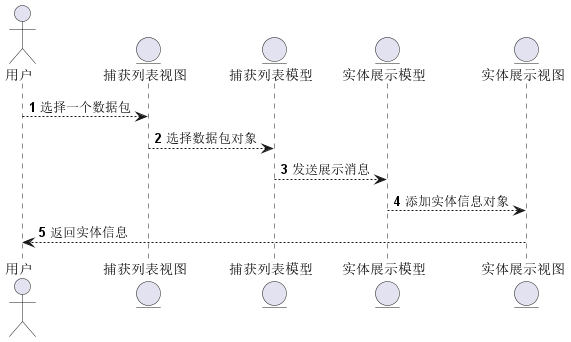 用户 捕获列表视图 捕获列表模型 实体展示模型 实体展示视图
1 选择一个数据包
2 选择数据包对象
3 发送展示消息
4 添加实体信息对象
5 返回实体信息
用户 捕获列表视图 捕获列表模型 实体展示模型 实体展示视图